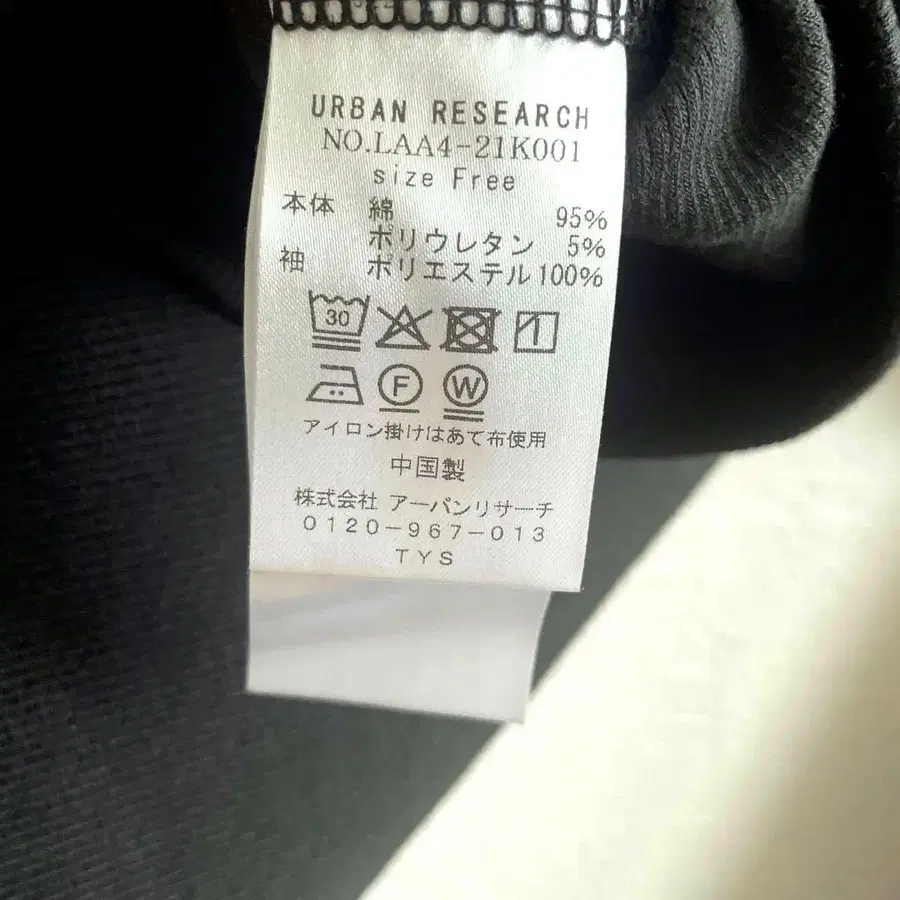 URBAN RESEARCH
NO.LAA4-21K001
size Free
本体 綿 95%
ポリウレタン 5%
袖 ポリエステル 100%
30
1
F W
アイロン掛けはあて布使用
中国製
株式会社 アーバンリサーチ
0120-967-013
TYS